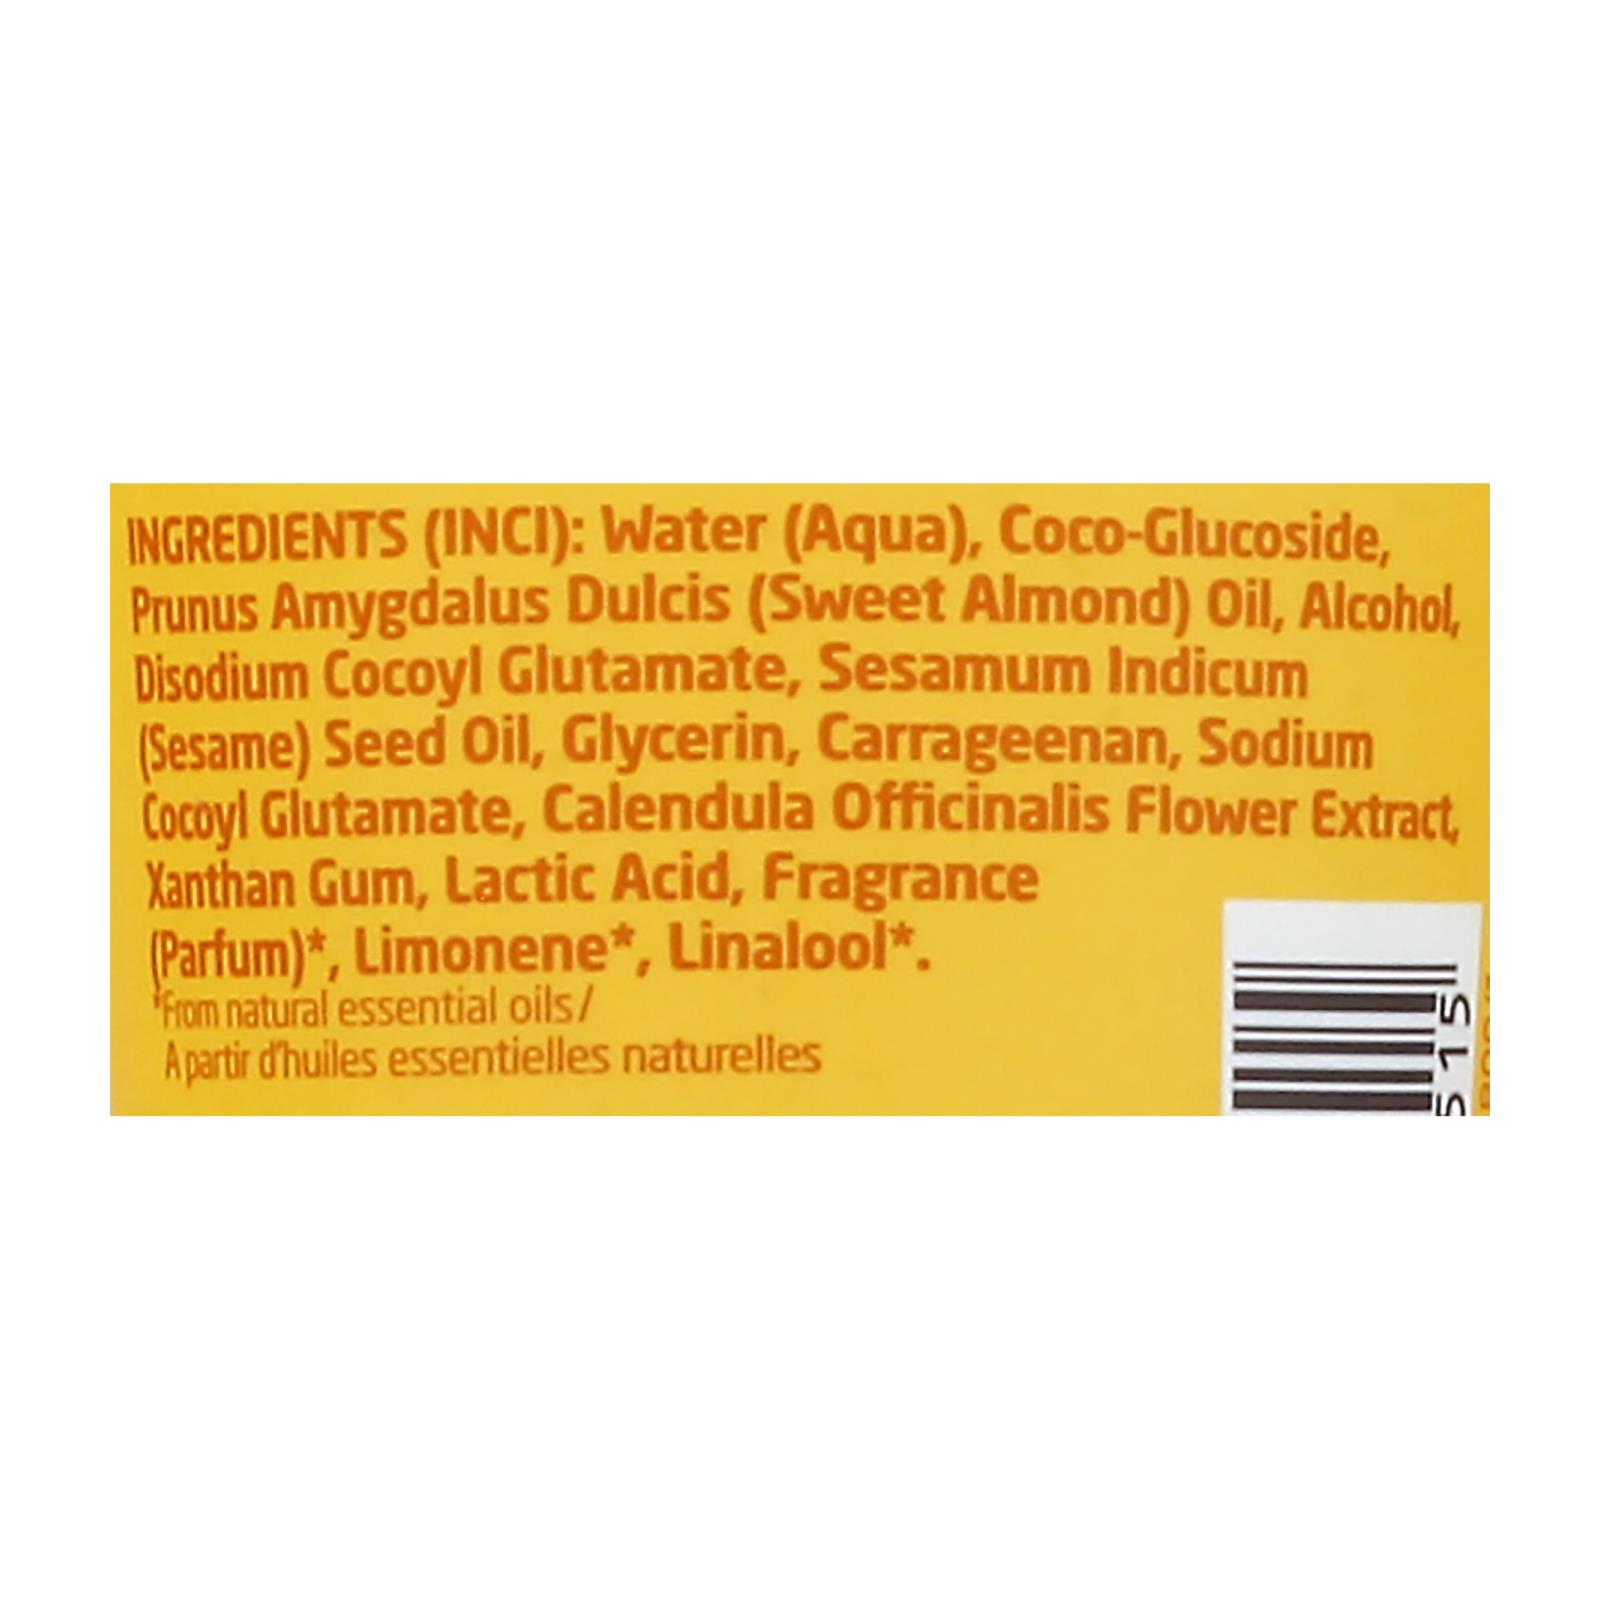 INGREDIENTS (INCI): Water (Aqua), Coco-Glucoside,
Prunus Amygdalus Dulcis (Sweet Almond) Oil, Alcohol,
Disodium Cocoyl Glutamate, Sesamum Indicum
(Sesame) Seed Oil, Glycerin, Carrageenan, Sodium
Cocoyl Glutamate, Calendula Officinalis Flower Extract,
Xanthan Gum, Lactic Acid, Fragrance
(Parfum)*, Limonene*, Linalool*.
*From natural essential oils/
A partir d'huiles essentielles naturelles
515